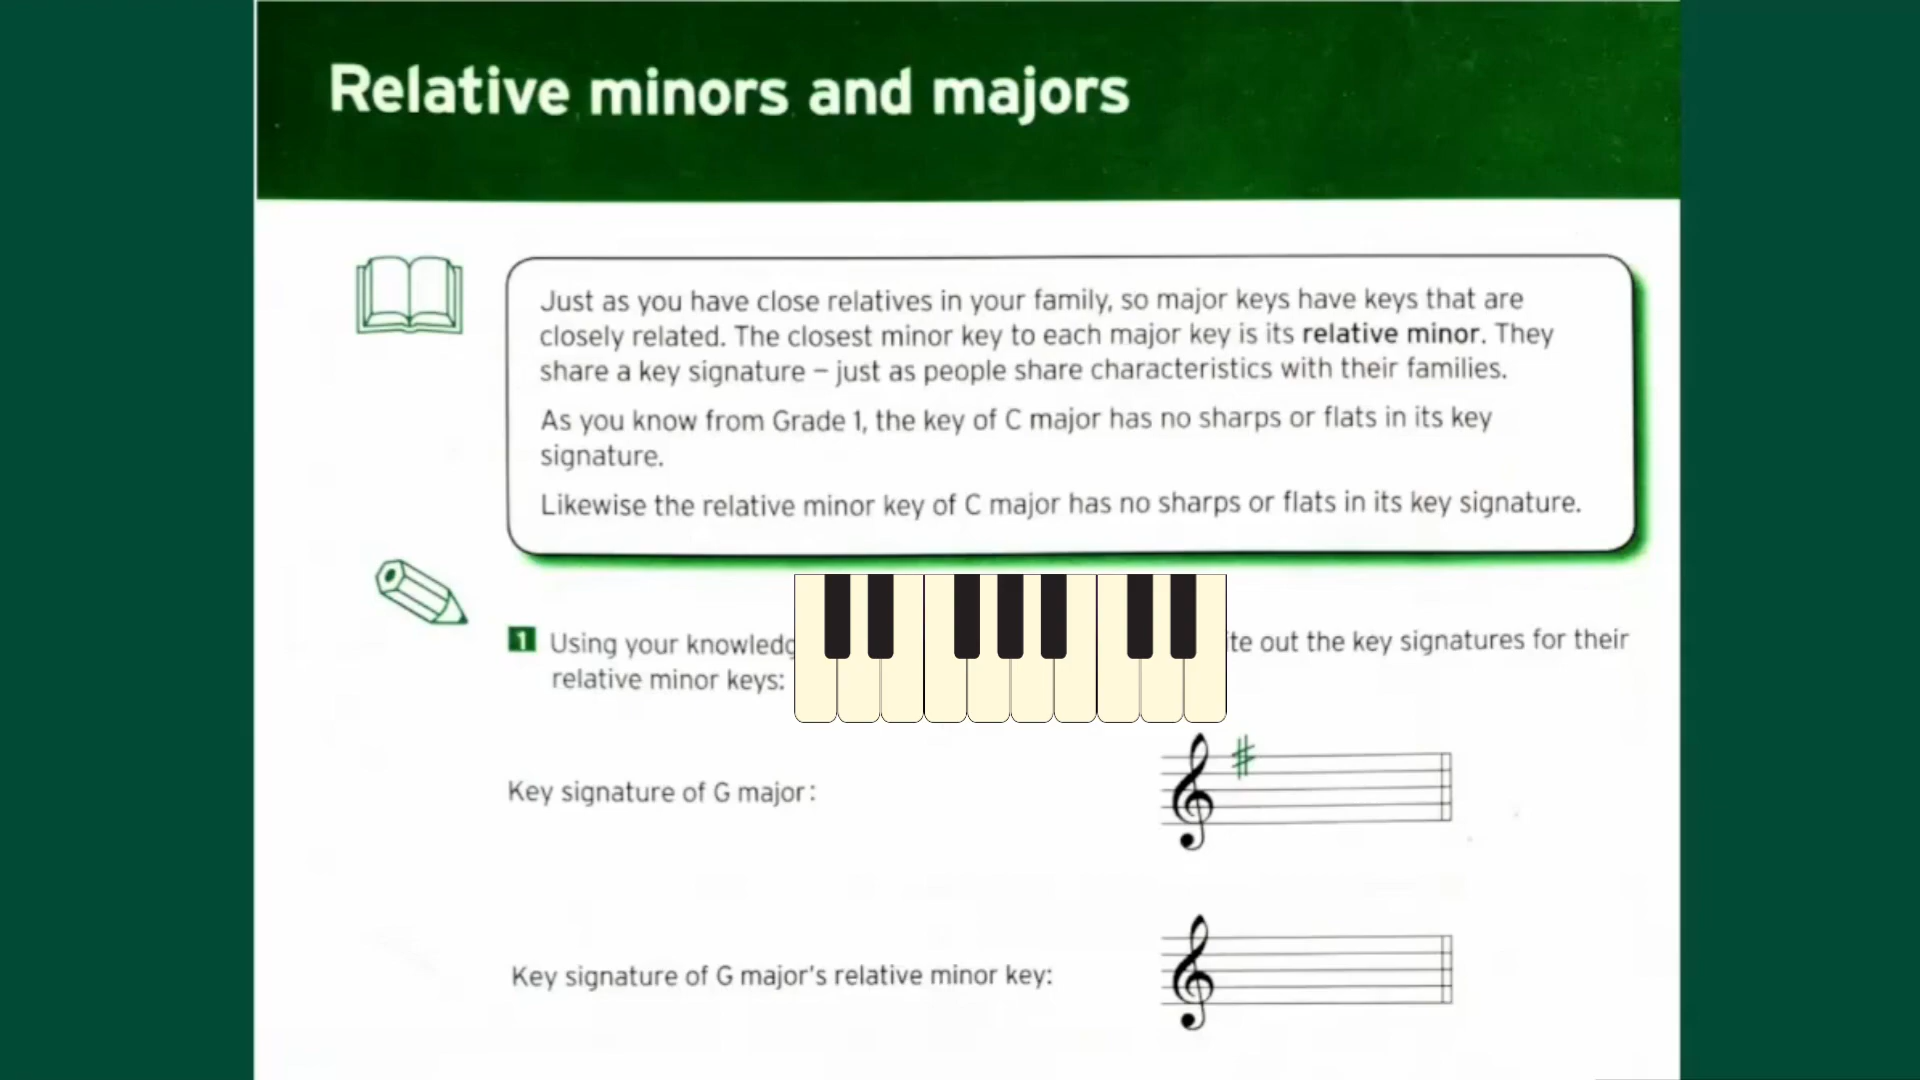 Relative minors and majors
Just as you have close relatives in your family, so major keys have keys that are
closely related. The closest minor key to each major key is its relative minor. They
share a key signature – just as people share characteristics with their families.
As you know from Grade 1, the key of C major has no sharps or flats in its key
signature.
Likewise the relative minor key of C major has no sharps or flats in its key signature.
1 Using your out the key signatures for their
relative minor keys:
Key signature of G major:
Key signature of G major's relative minor key: